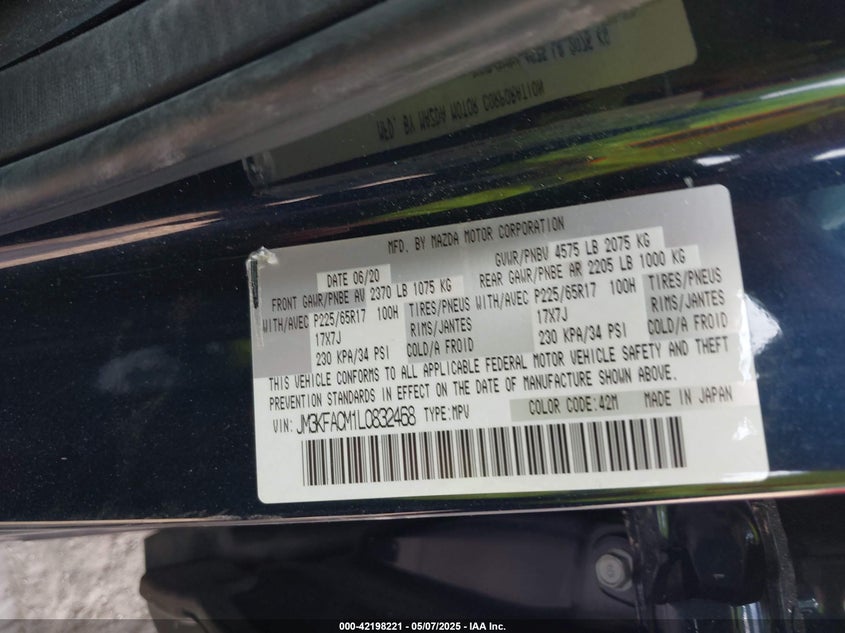 MFD. BY MAZDA MOTOR CORPORATION
MFD. BY MAZDA MOTOR CORPORATION
DATE 06/20 GVWR/PNBV 4575 LB 2075 KG
FRONT GAWR/PNBE AV 2370 LB 1075 KG REAR GAWR/PNBE AR 2205 LB 1000 KG
WITH/AVEC P225/65R17 100H TIRES/PNEUS WITH/AVEC P225/65R17 100H TIRES/PNEUS
17X7J RIMS/JANTES 17X7J RIMS/JANTES
230 KPA/34 PSI COLD/A FROID 230 KPA/34 PSI COLD/A FROID
THIS VEHICLE CONFORMS TO ALL APPLICABLE FEDERAL MOTOR VEHICLE SAFETY AND THEFT
PREVENTION STANDARDS IN EFFECT ON THE DATE OF MANUFACTURE SHOWN ABOVE.
VIN: JM3KFACM1L0832468 TYPE:MPV COLOR CODE:42M MADE IN JAPAN
000-42198221 - 05/07/2025 - IAA Inc.